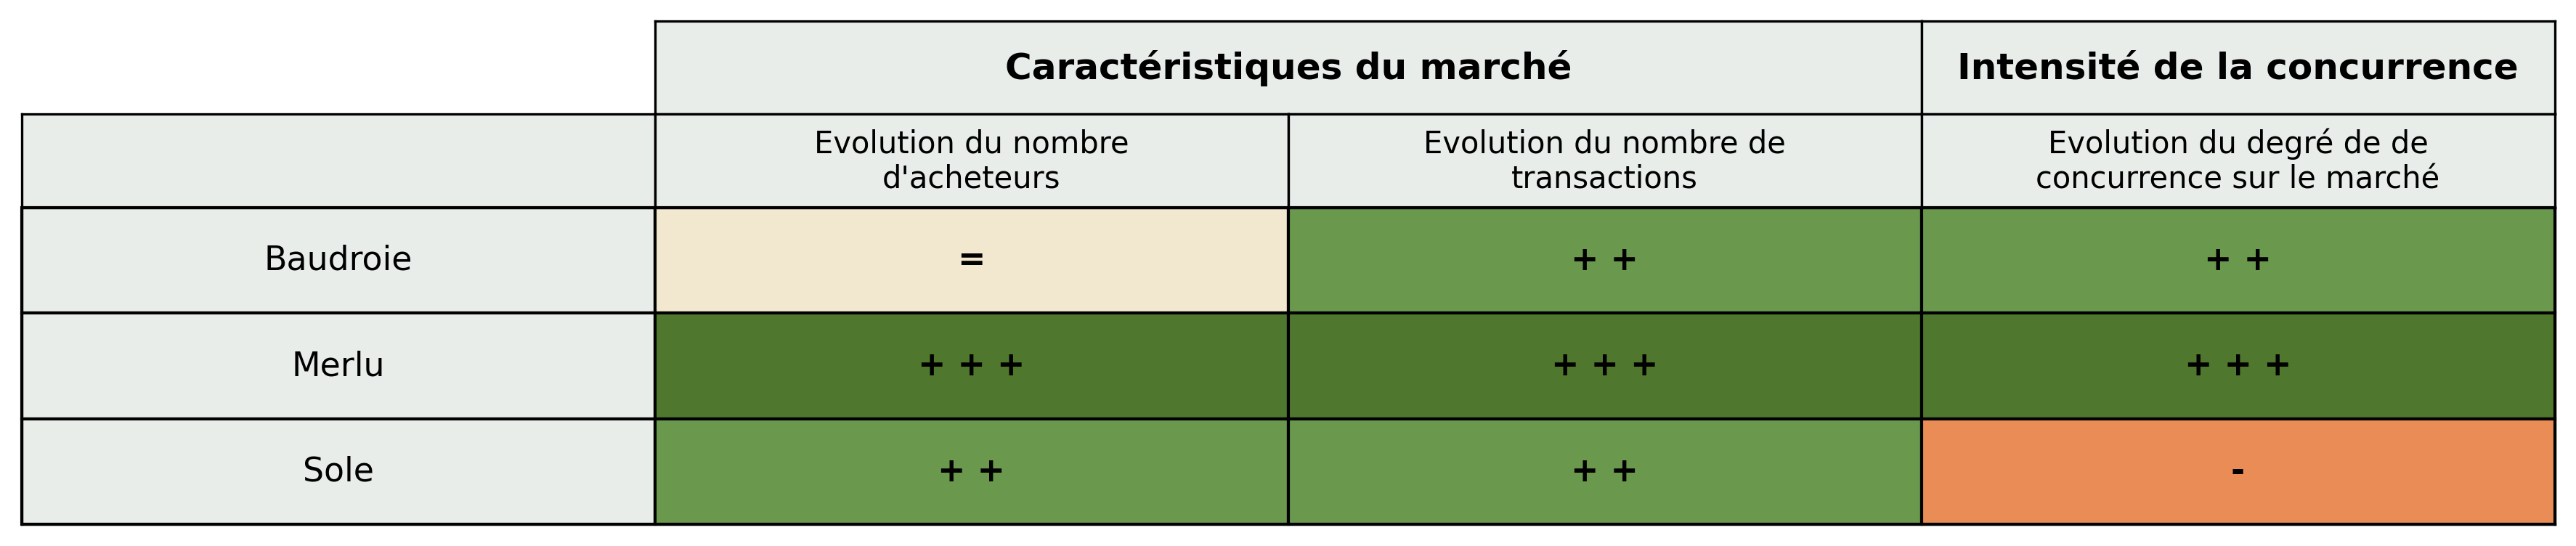 Caractéristiques du marché
Intensité de la concurrence
Evolution du nombre
d'acheteurs
Evolution du nombre de
transactions
Evolution du degré de de
concurrence sur le marché
Baudroie
=
+ +
+ +
Merlu
+ + +
+ + +
+ + +
Sole
+ +
+ +
-